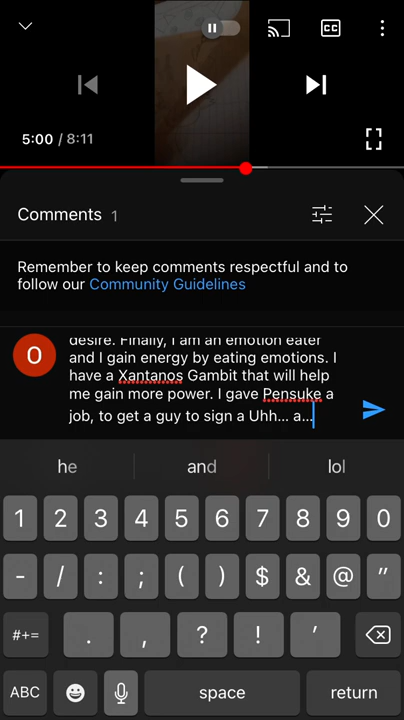 CC
5:00 / 8:11
Comments 1
Remember to keep comments respectful and to
follow our Community Guidelines
O
desire. Finally, I am an emotion eater
and I gain energy by eating emotions. I
have a Xantanos Gambit that will help
me gain more power. I gave Pensuke a
job, to get a guy to sign a Uhh... a...
he and lol
1 2 3 4 5 6 7 8 9 0
- / : ; ( ) $ & @ "
#+= . , ? ! '
ABC space return